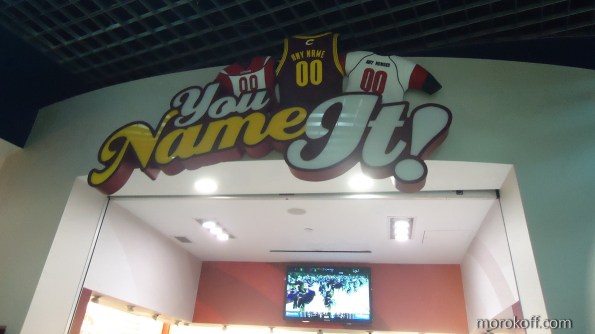 C
ANY NAME
00
00
ANY NUMBER
00
You
Name It!
morokoff.com